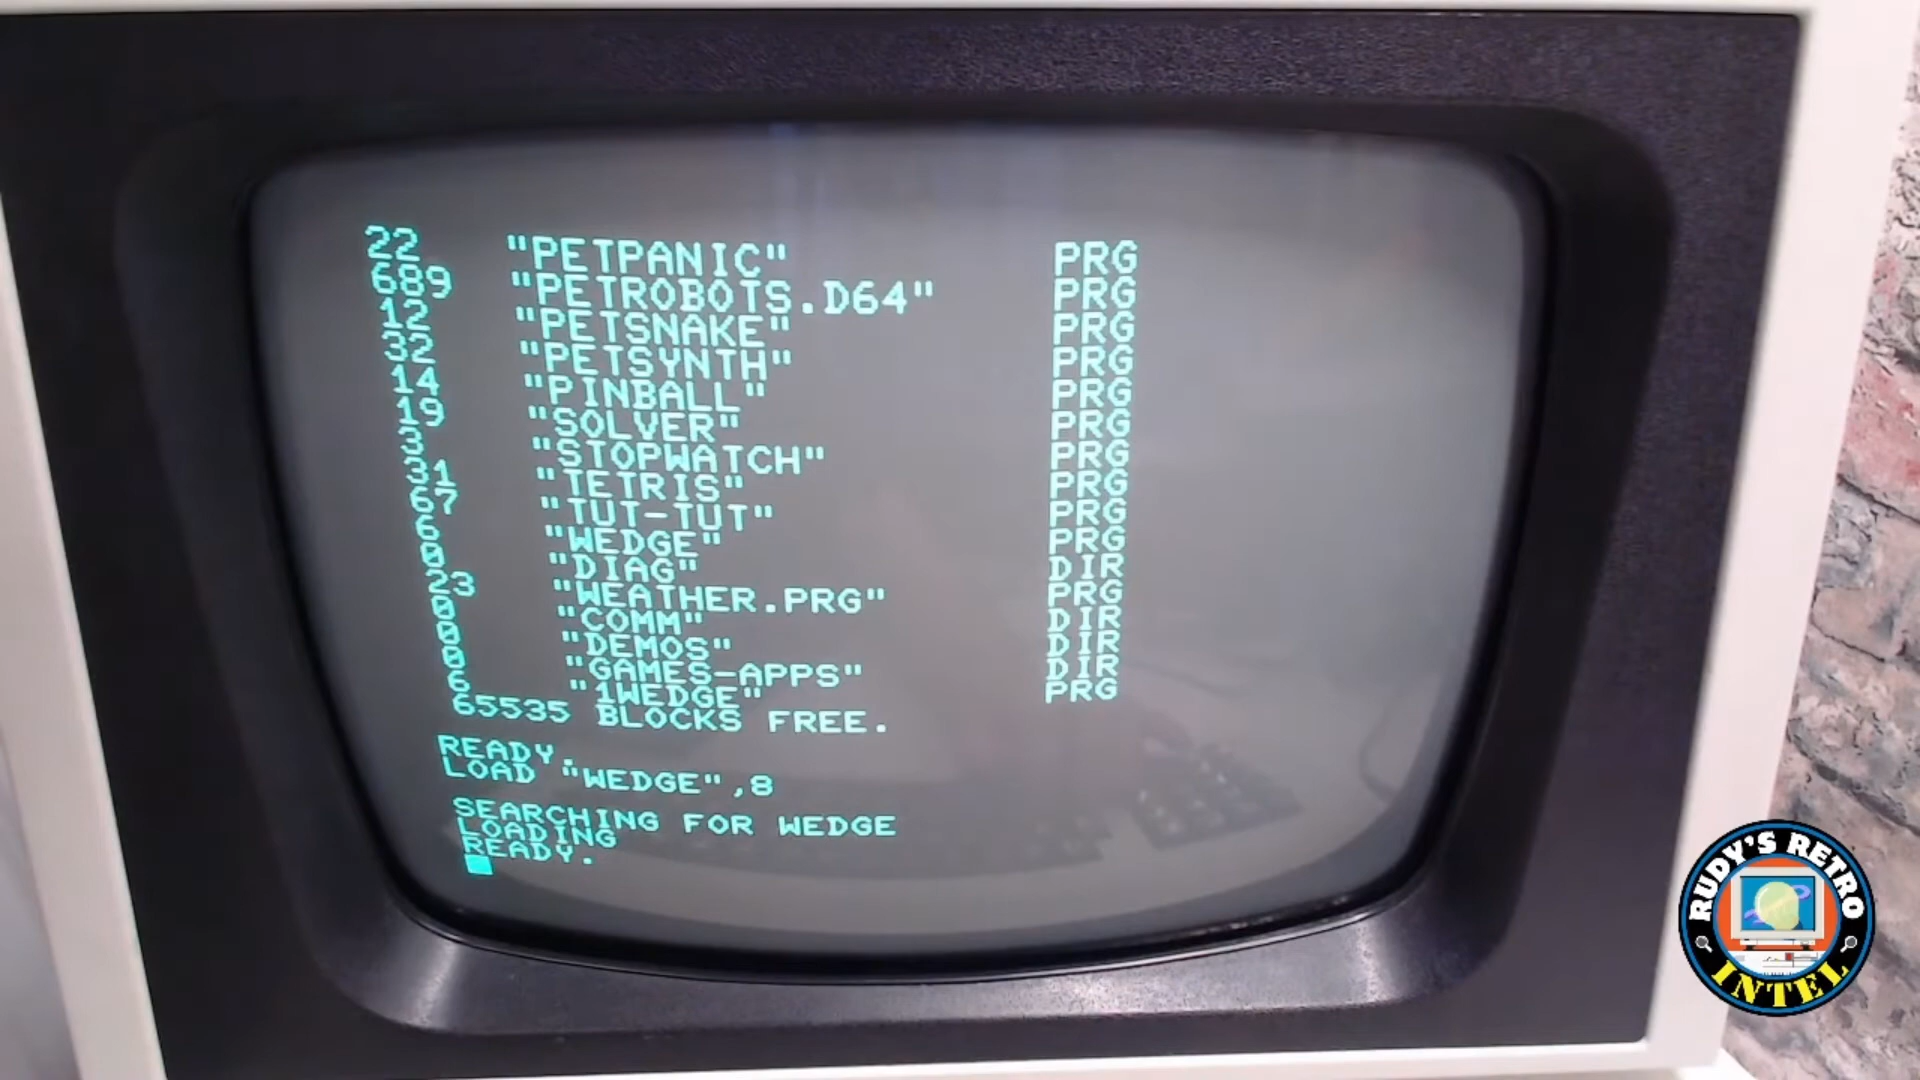 22 "PETPANIC" PRG
689 "PETROBOTS.D64" PRG
12 "PETSNAKE" PRG
32 "PETSYNTH" PRG
14 "PINBALL" PRG
19 "SOLVER" PRG
3 "STOPWATCH" PRG
31 "TETRIS" PRG
67 "TUT-TUT" PRG
6 "WEDGE" PRG
0 "DIAG" DIR
23 "WEATHER.PRG" PRG
0 "COMM" DIR
0 "DEMOS" DIR
0 "GAMES-APPS" DIR
6 "1WEDGE" PRG
65535 BLOCKS FREE.
READY.
LOAD "WEDGE",8
SEARCHING FOR WEDGE
LOADING
READY.
RUDY'S RETRO
INTEL